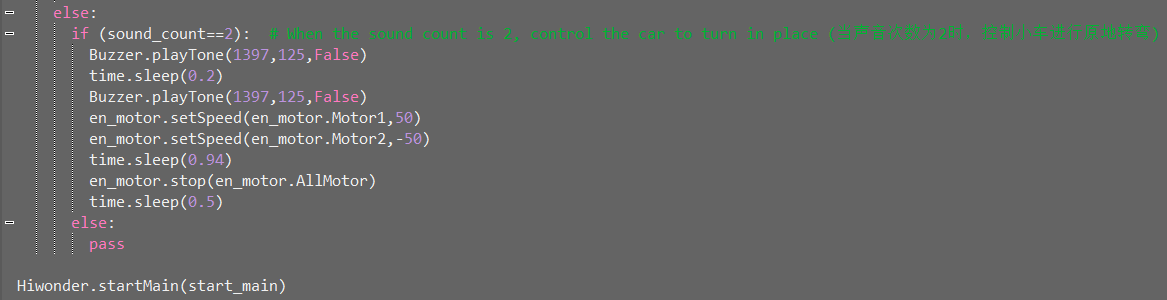 else:
if (sound_count==2):  # When the sound count is 2, control the car to turn in place (当声音次数为2时，控制小车进行原地转弯)
Buzzer.playTone(1397,125,False)
time.sleep(0.2)
Buzzer.playTone(1397,125,False)
en_motor.setSpeed(en_motor.Motor1,50)
en_motor.setSpeed(en_motor.Motor2,-50)
time.sleep(0.94)
en_motor.stop(en_motor.AllMotor)
time.sleep(0.5)
else:
pass
Hiwonder.startMain(start_main)